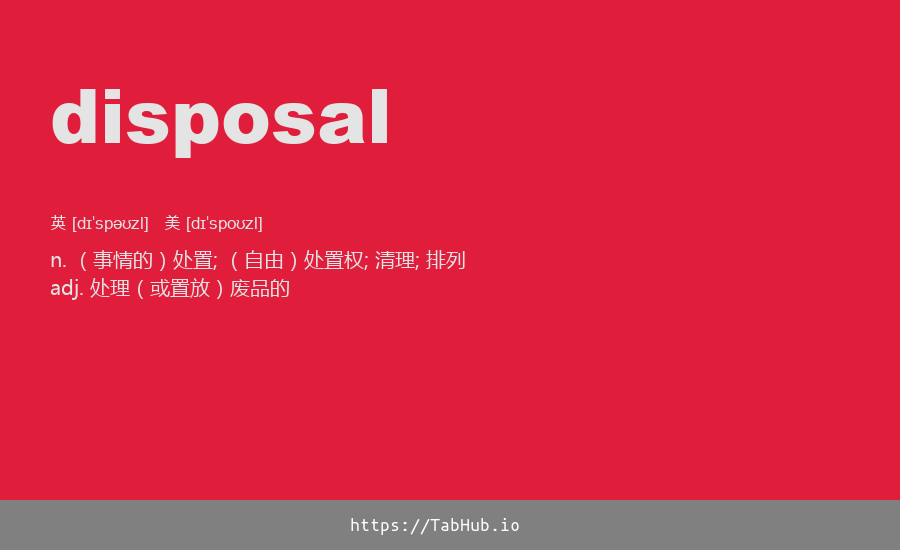 disposal
英 [dɪˈspəʊzl] 美 [dɪˈspoʊzl]
n. （事情的）处置; （自由）处置权; 清理; 排列
adj. 处理（或置放）废品的
https://TabHub.io